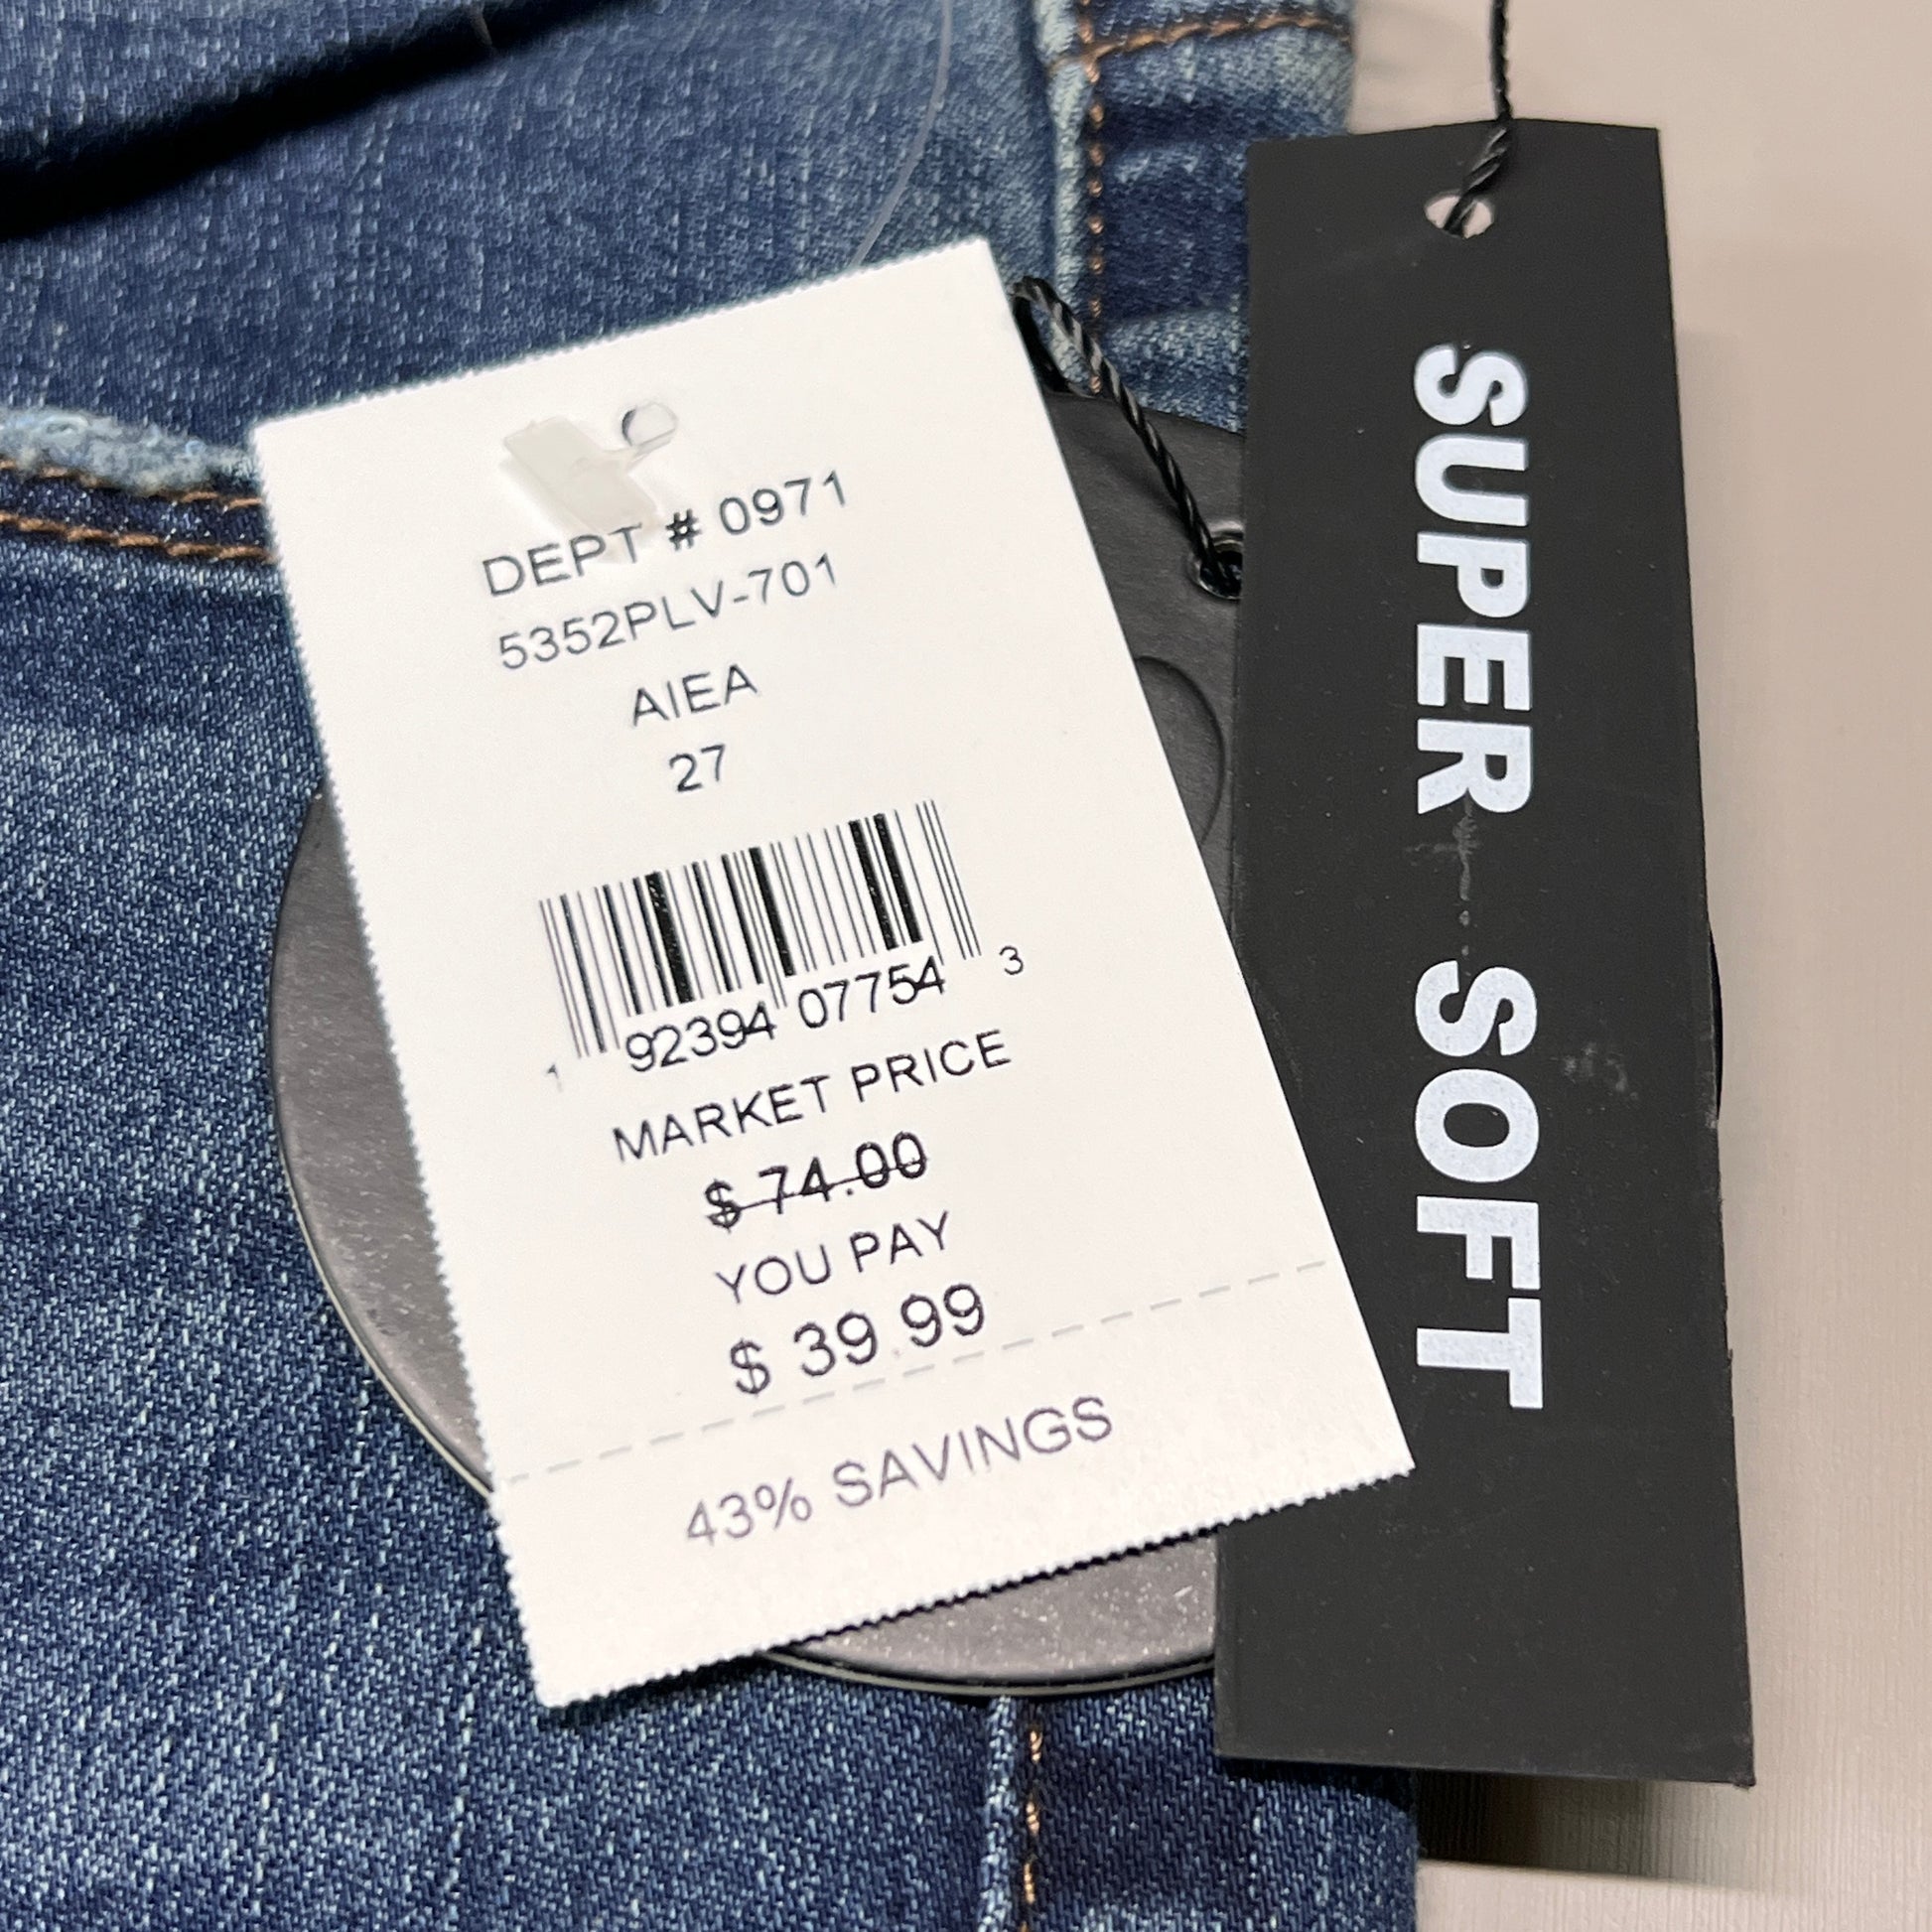 DEPT # 0971
5352PLV-701
AIEA
27
1 92394 07754 3
MARKET PRICE
$ 74.00
YOU PAY
$ 39.99
43% SAVINGS
SUPER SOFT